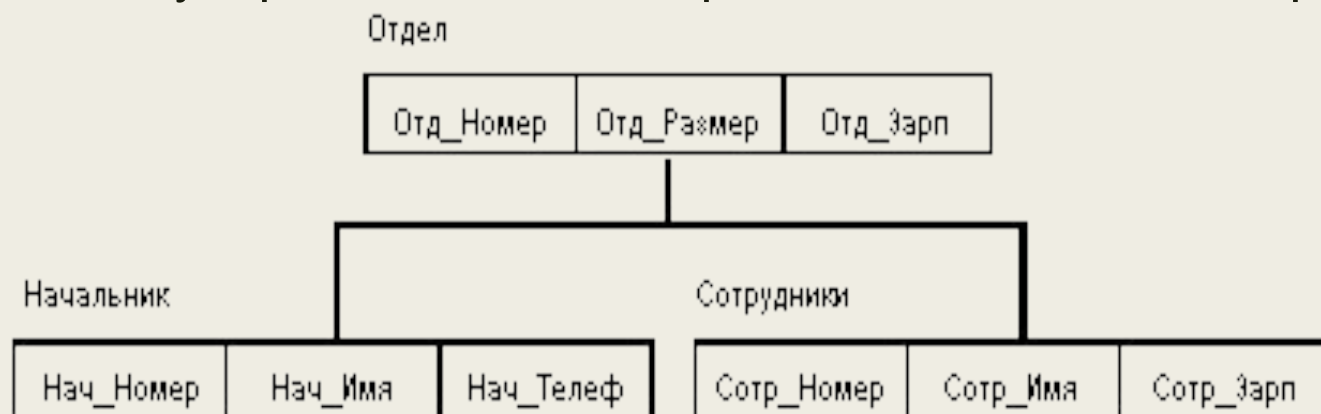 Отдел
Отд_Номер Отд_Размер Отд_Зарп
Начальник Сотрудники
Нач_Номер Нач_Имя Нач_Телеф Сотр_Номер Сотр_Имя Сотр_Зарп